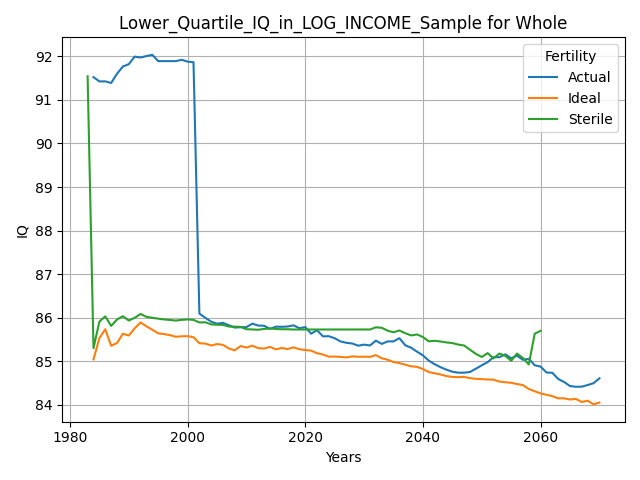 Lower_Quartile_IQ_in_LOG_INCOME_Sample for Whole
Fertility
Actual
Ideal
Sterile
IQ
92
91
90
89
88
87
86
85
84
1980
2000
2020
2040
2060
Years